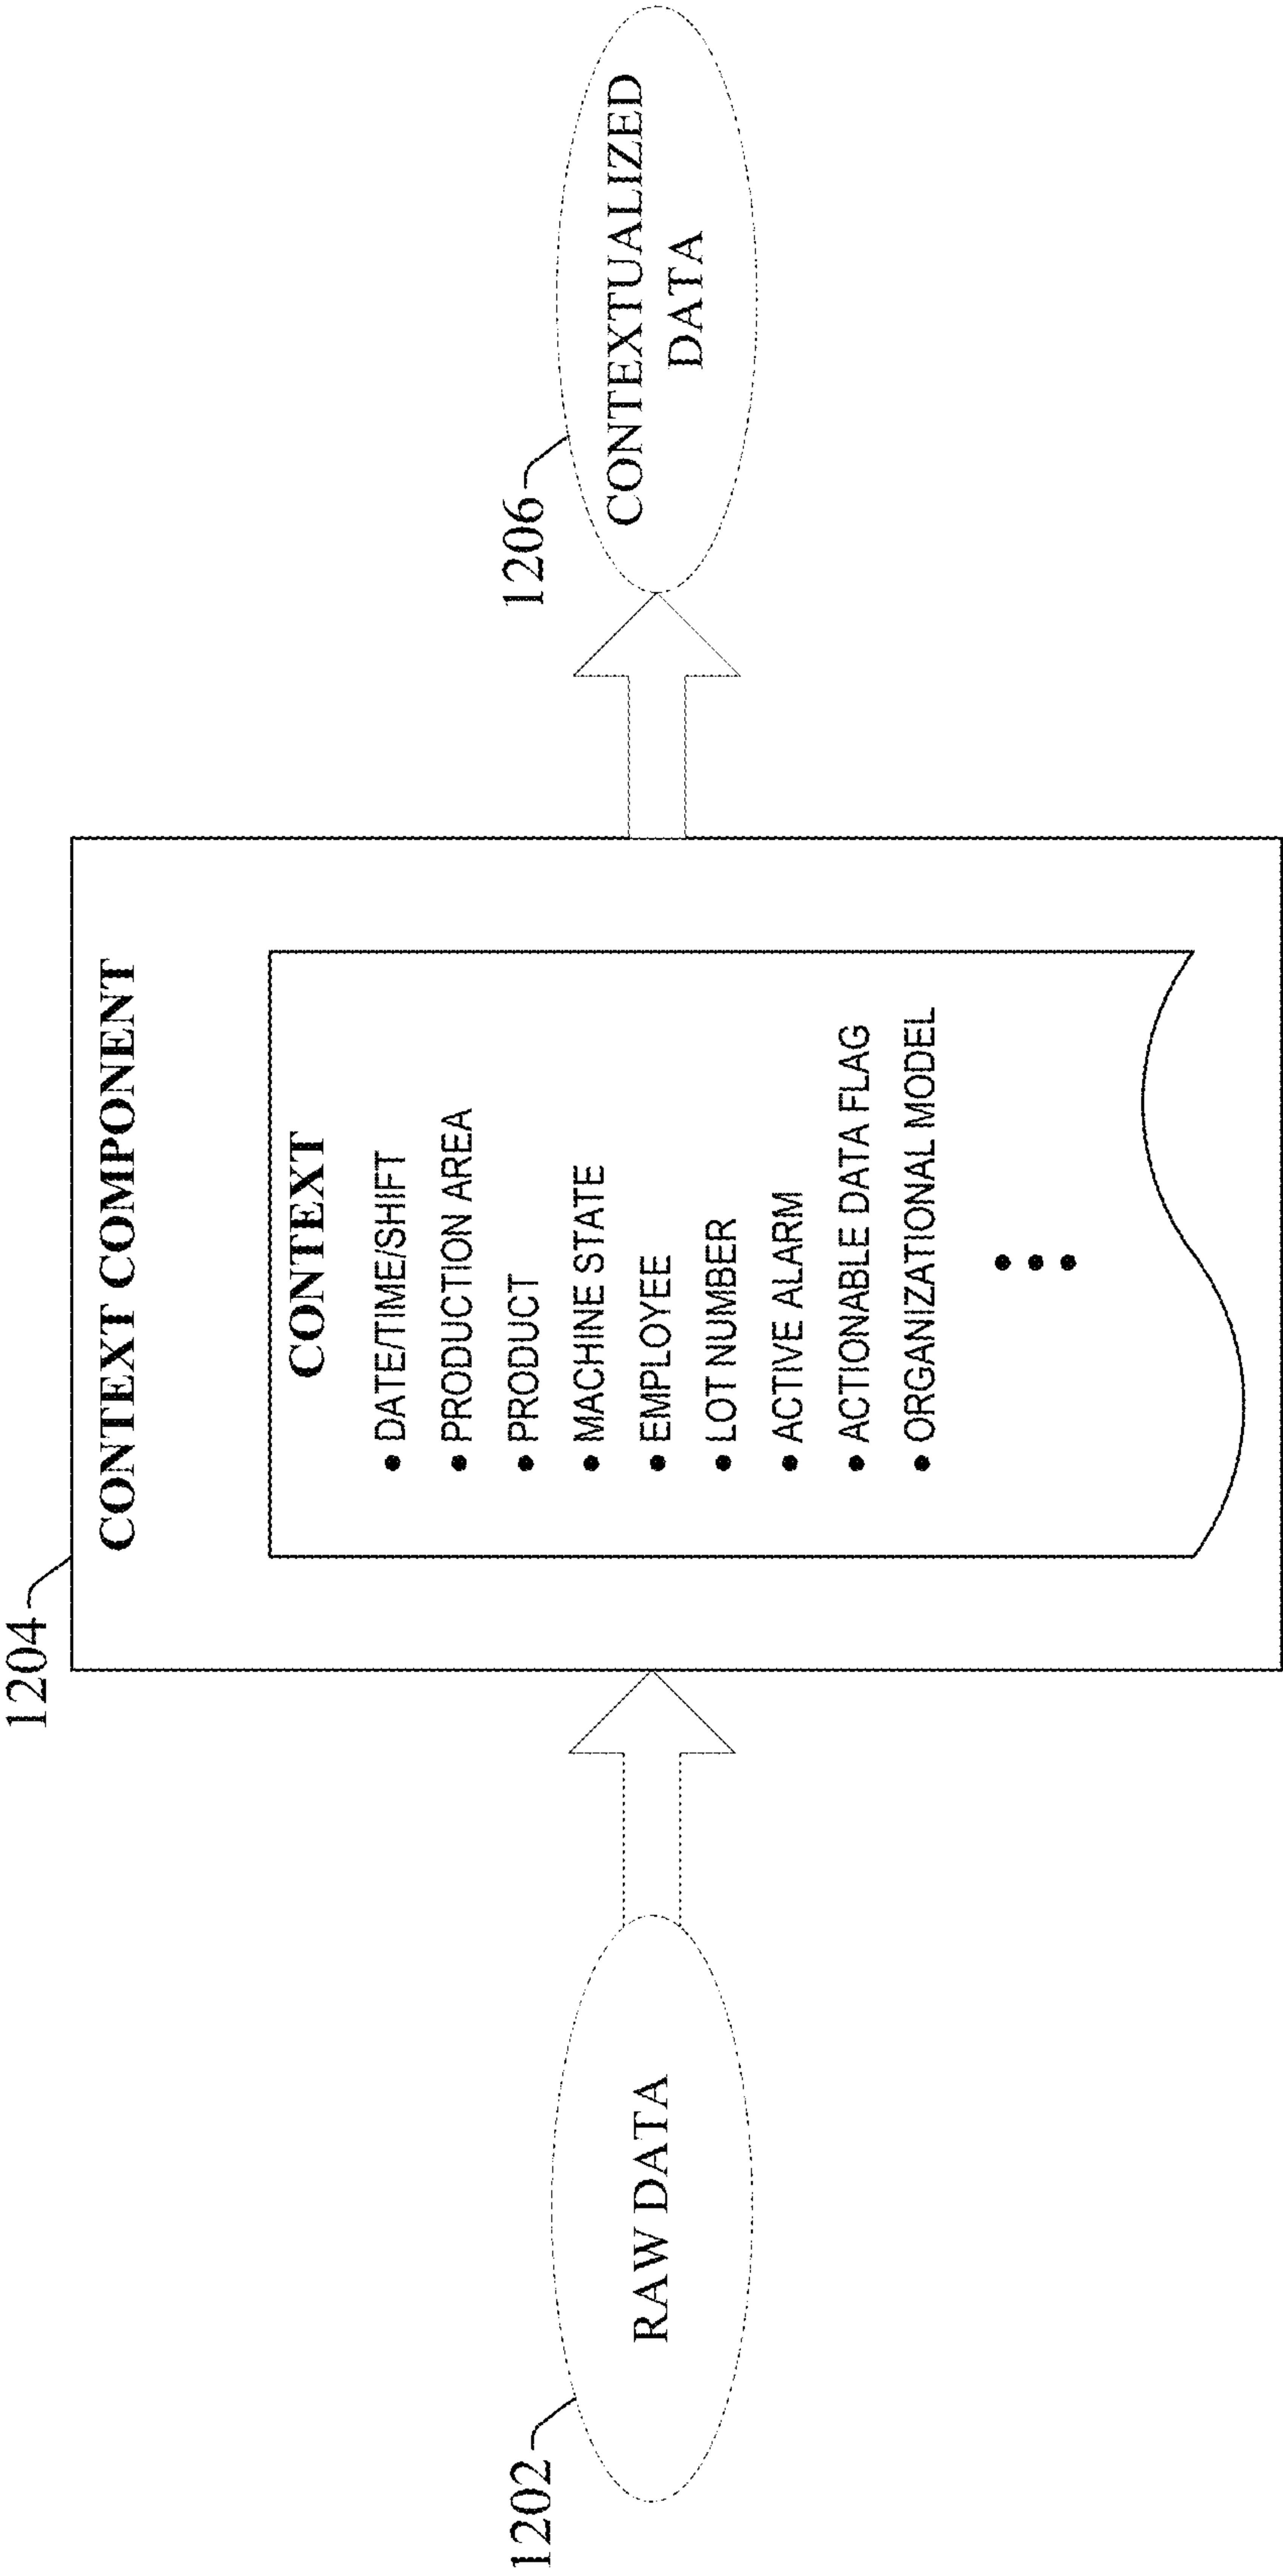 1202
RAW DATA
1204
CONTEXT COMPONENT
CONTEXT
• DATE/TIME/SHIFT
• PRODUCTION AREA
• PRODUCT
• MACHINE STATE
• EMPLOYEE
• LOT NUMBER
• ACTIVE ALARM
• ACTIONABLE DATA FLAG
• ORGANIZATIONAL MODEL
1206
CONTEXTUALIZED
DATA